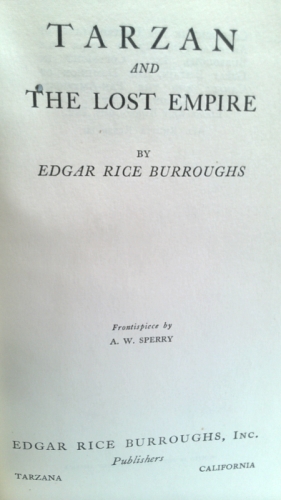 TARZAN
AND
THE LOST EMPIRE
BY
EDGAR RICE BURROUGHS
Frontispiece by
A. W. SPERRY
EDGAR RICE BURROUGHS, INC.
Publishers
TARZANA CALIFORNIA